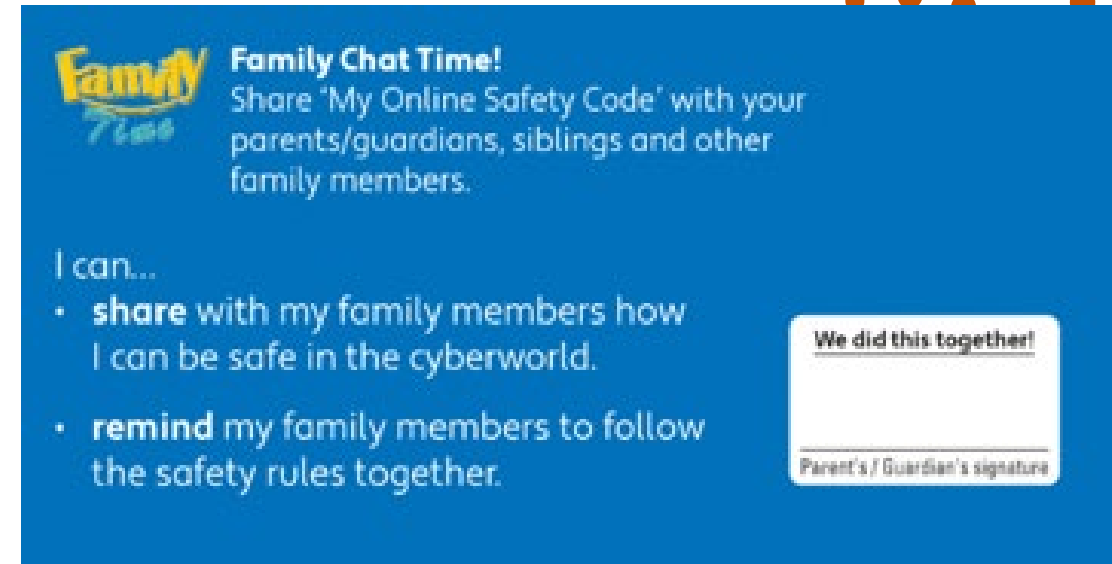 Family
Time
Family Chat Time!
Share 'My Online Safety Code' with your
parents/guardians, siblings and other
family members.
I can...
• share with my family members how
I can be safe in the cyberworld.
• remind my family members to follow
the safety rules together.
We did this together!
Parent's / Guardian's signature